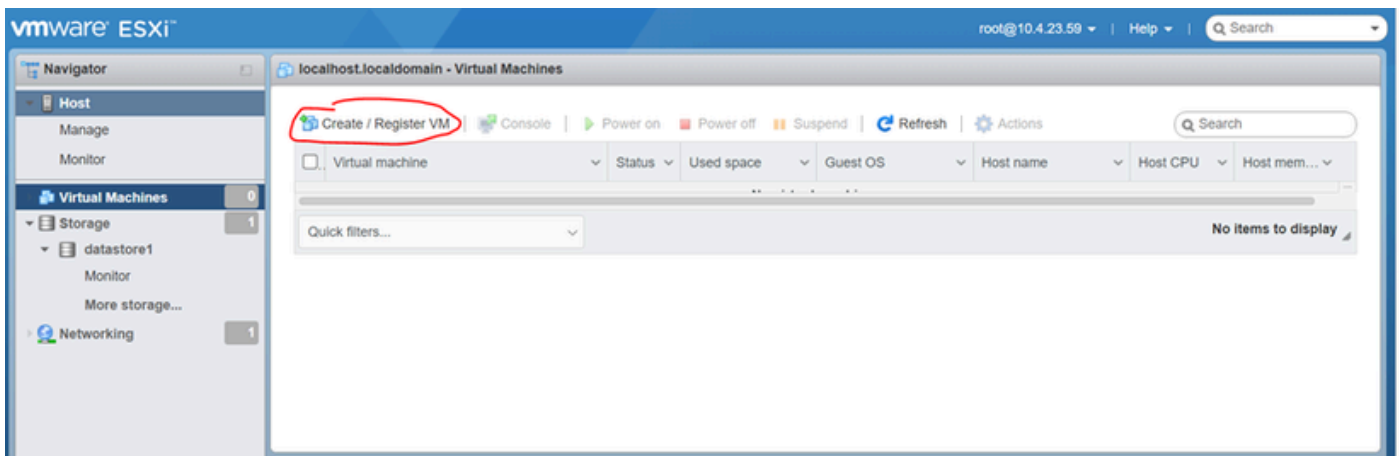 vmware ESXi™
root@10.4.23.59 | Help | Search
Navigator
Host
Manage
Monitor
Virtual Machines 0
Storage 1
datastore1
Monitor
More storage...
Networking 1
localhost.localdomain - Virtual Machines
Create / Register VM | Console | Power on Power off Suspend | Refresh | Actions
Search
Virtual machine Status Used space Guest OS Host name Host CPU Host mem...
Quick filters...
No items to display